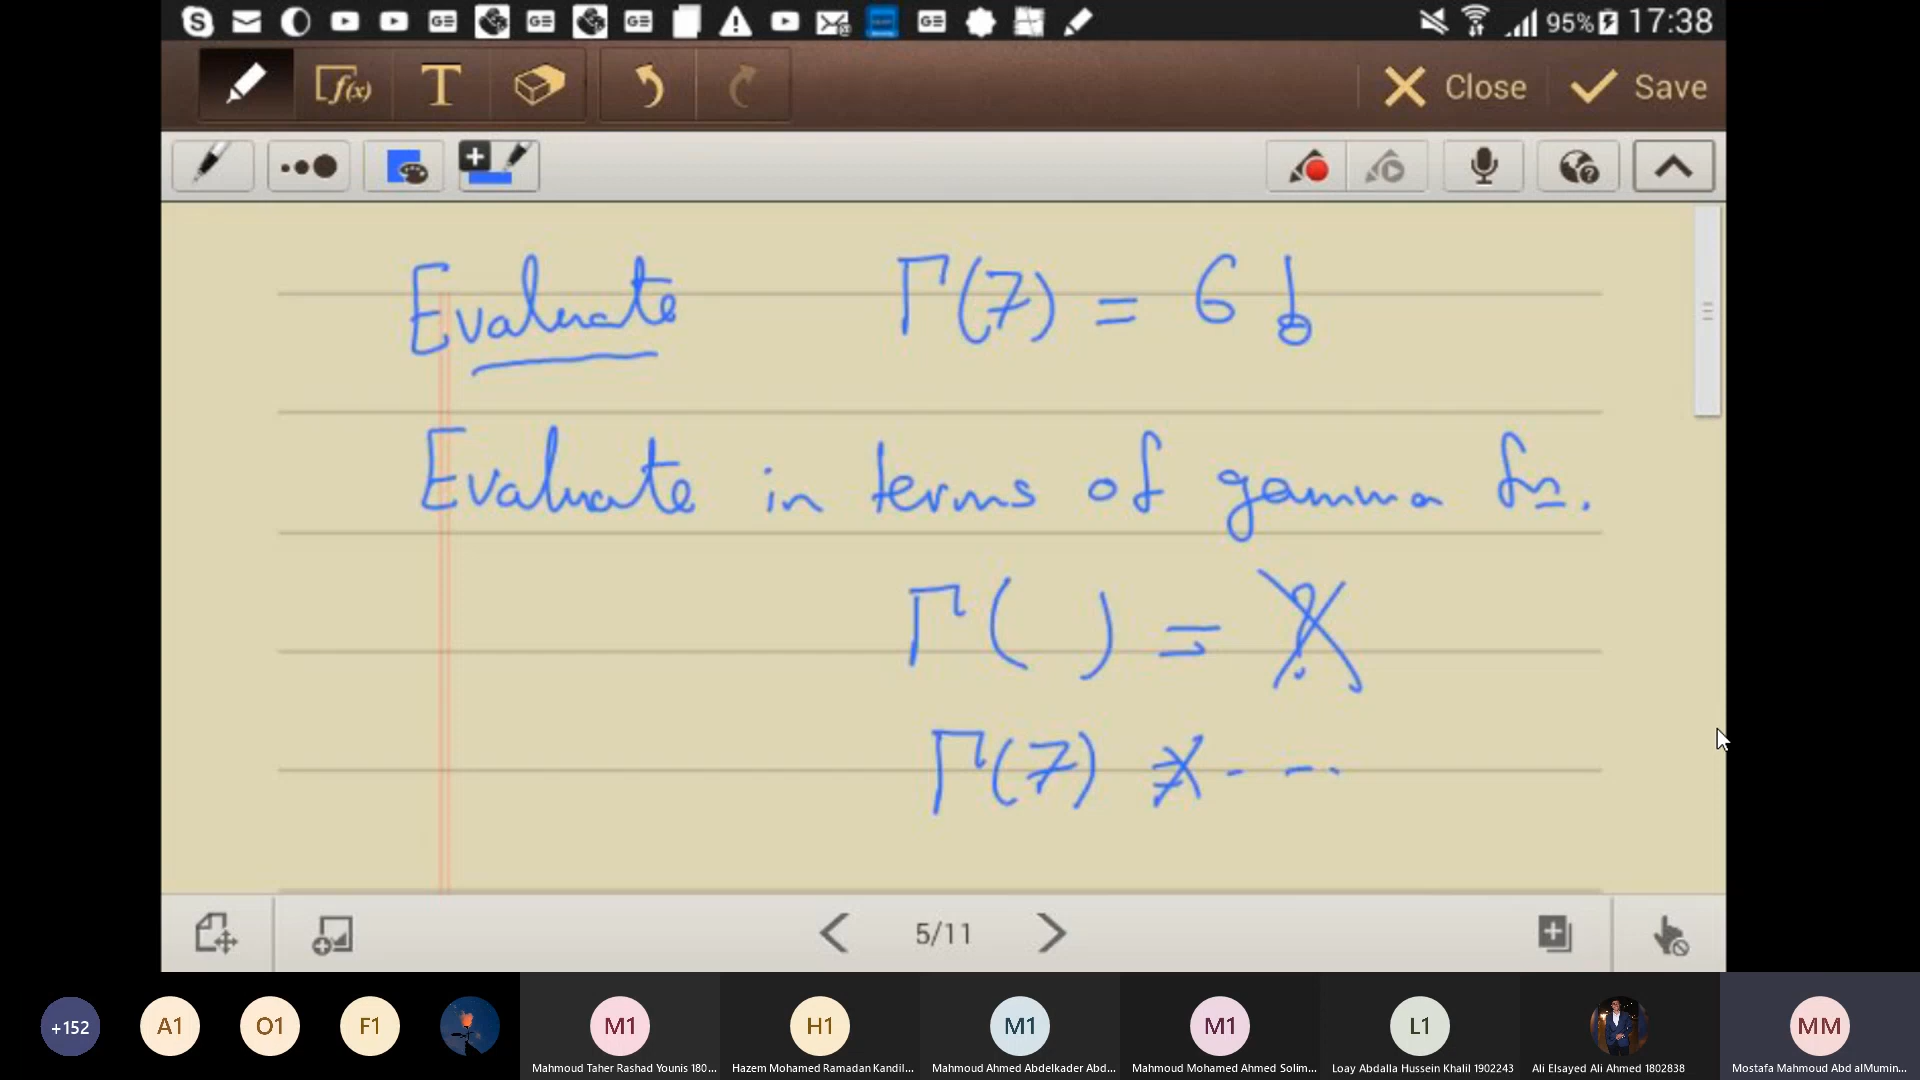 95% 17:38
f(x) T Close Save
Evaluate Γ(7) = 6!
Evaluate in terms of gamma fn.
Γ( ) = ?
Γ(7) = - - -
5/11
+152 A1 O1 F1 M1 H1 M1 M1 L1 MM
Mahmoud Taher Rashad Younis 180... Hazem Mohamed Ramadan Kandil... Mahmoud Ahmed Abdelkader Abd... Mahmoud Mohamed Ahmed Solim... Loay Abdalla Hussein Khalil 1902243 Ali Elsayed Ali Ahmed 1802838 Mostafa Mahmoud Abd alMumin...